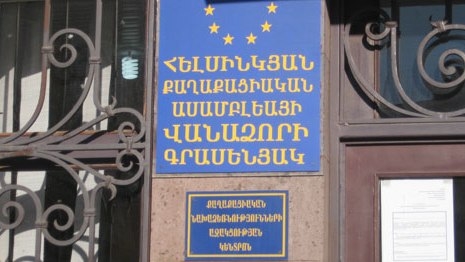 ՀԵԼՍԻՆԿՅԱՆ
ՔԱՂԱՔԱՑԻԱԿԱՆ
ԱՍԱՄԲԼԵԱՅԻ
ՎԱՆԱՁՈՐԻ
ԳՐԱՍԵՆՅԱԿ
ՔԱՂԱՔԱՑԻԱԿԱՆ
ՆԱԽԱՁԵՌՆՈՒԹՅՈՒՆՆԵՐԻ
ԱՋԱԿՑՈՒԹՅԱՆ
ԿԵՆՏՐՈՆ